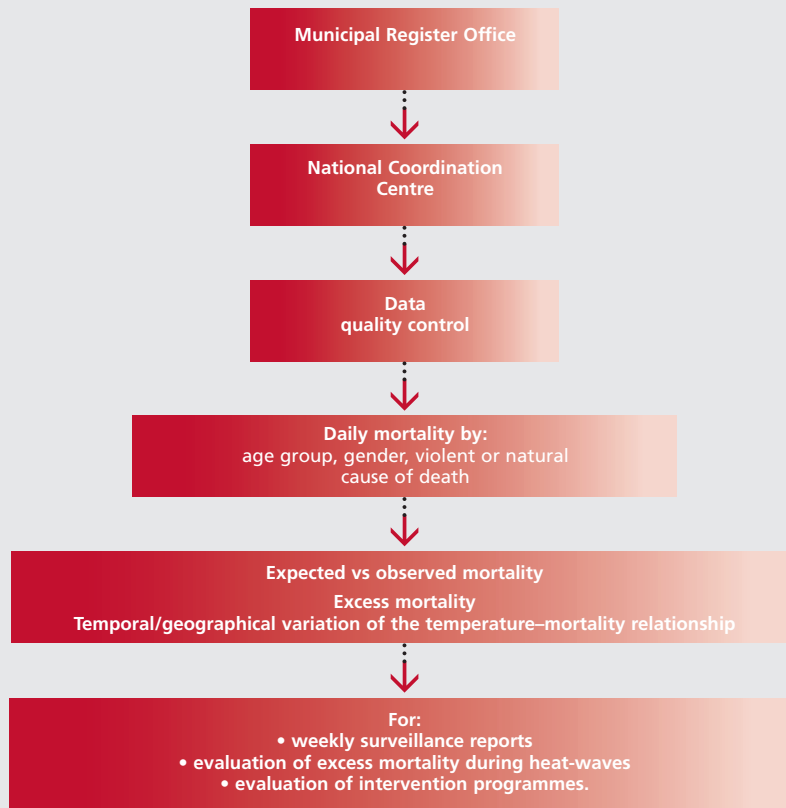 Municipal Register Office
National Coordination
Centre
Data
quality control
Daily mortality by:
age group, gender, violent or natural
cause of death
Expected vs observed mortality
Excess mortality
Temporal/geographical variation of the temperature–mortality relationship
For:
• weekly surveillance reports
• evaluation of excess mortality during heat-waves
• evaluation of intervention programmes.